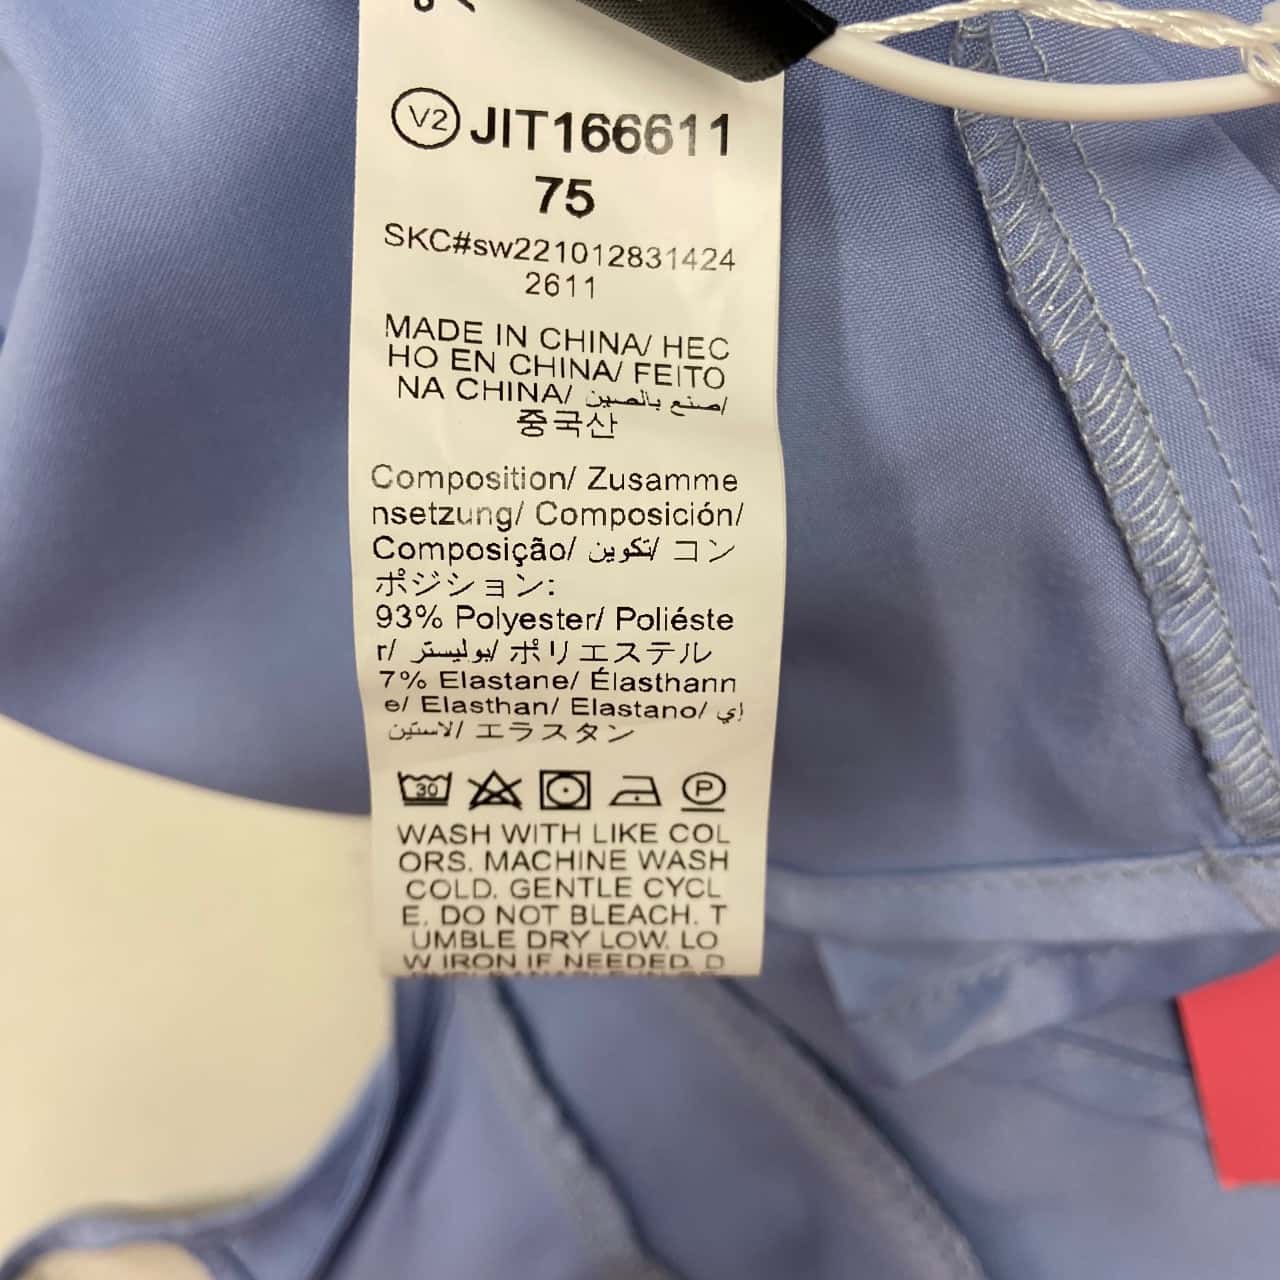 V2 JIT166611
75
SKC#sw221012831424
2611
MADE IN CHINA/ HEC
HO EN CHINA/ FEITO
NA CHINA/ صنع بالصين/
중국산
Composition/ Zusamme
nsetzung/ Composición/
Composição/ تكوين/ コン
ポジション:
93% Polyester/ Poliéste
r/ بوليستر/ ポリエステル
7% Elastane/ Élasthann
e/ Elasthan/ Elastano/ إي
لاستين/ エラスタン
30 P
WASH WITH LIKE COL
ORS. MACHINE WASH
COLD. GENTLE CYCL
E. DO NOT BLEACH. T
UMBLE DRY LOW. LO
W IRON IF NEEDED. D